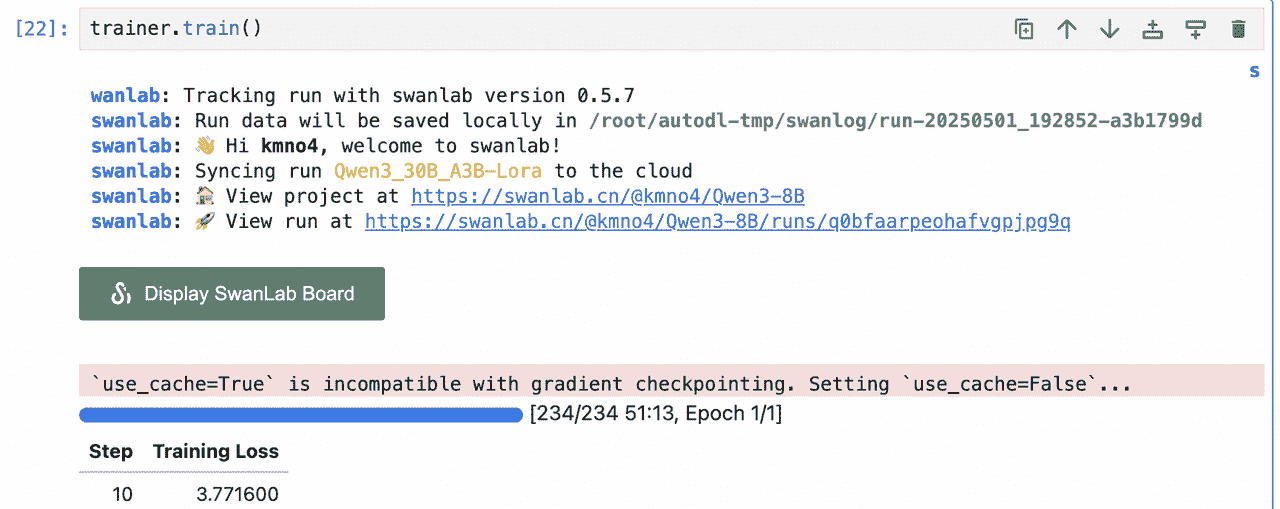 [22]: trainer.train()
s
wanlab: Tracking run with swanlab version 0.5.7
swanlab: Run data will be saved locally in /root/autodl-tmp/swanlog/run-20250501_192852-a3b1799d
swanlab: 👋 Hi kmno4, welcome to swanlab!
swanlab: Syncing run Qwen3_30B_A3B-Lora to the cloud
swanlab: 🏠 View project at https://swanlab.cn/@kmno4/Qwen3-8B
swanlab: 🚀 View run at https://swanlab.cn/@kmno4/Qwen3-8B/runs/q0bfaarpeohafvgpjpg9q
Display SwanLab Board
`use_cache=True` is incompatible with gradient checkpointing. Setting `use_cache=False`...
[234/234 51:13, Epoch 1/1]
Step Training Loss
10 3.771600